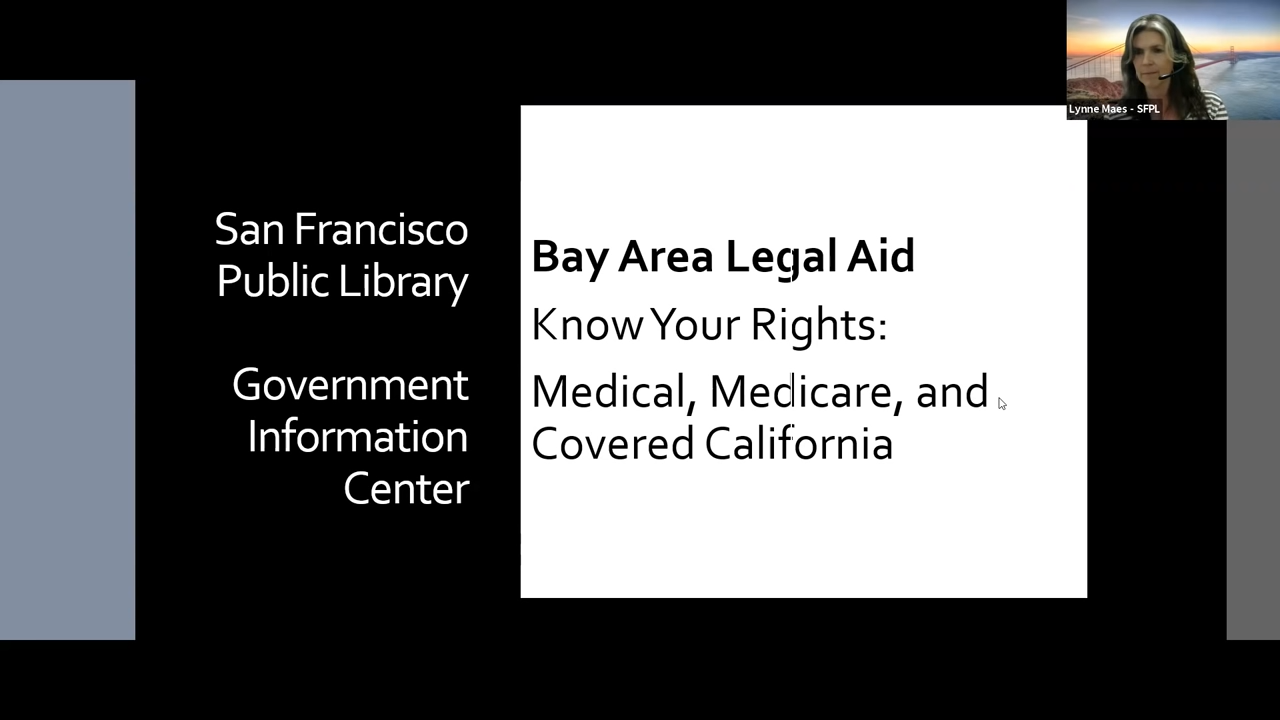 San Francisco
Public Library
Government
Information
Center
Bay Area Legal Aid
Know Your Rights:
Medical, Medicare, and
Covered California
Lynne Maes - SFPL